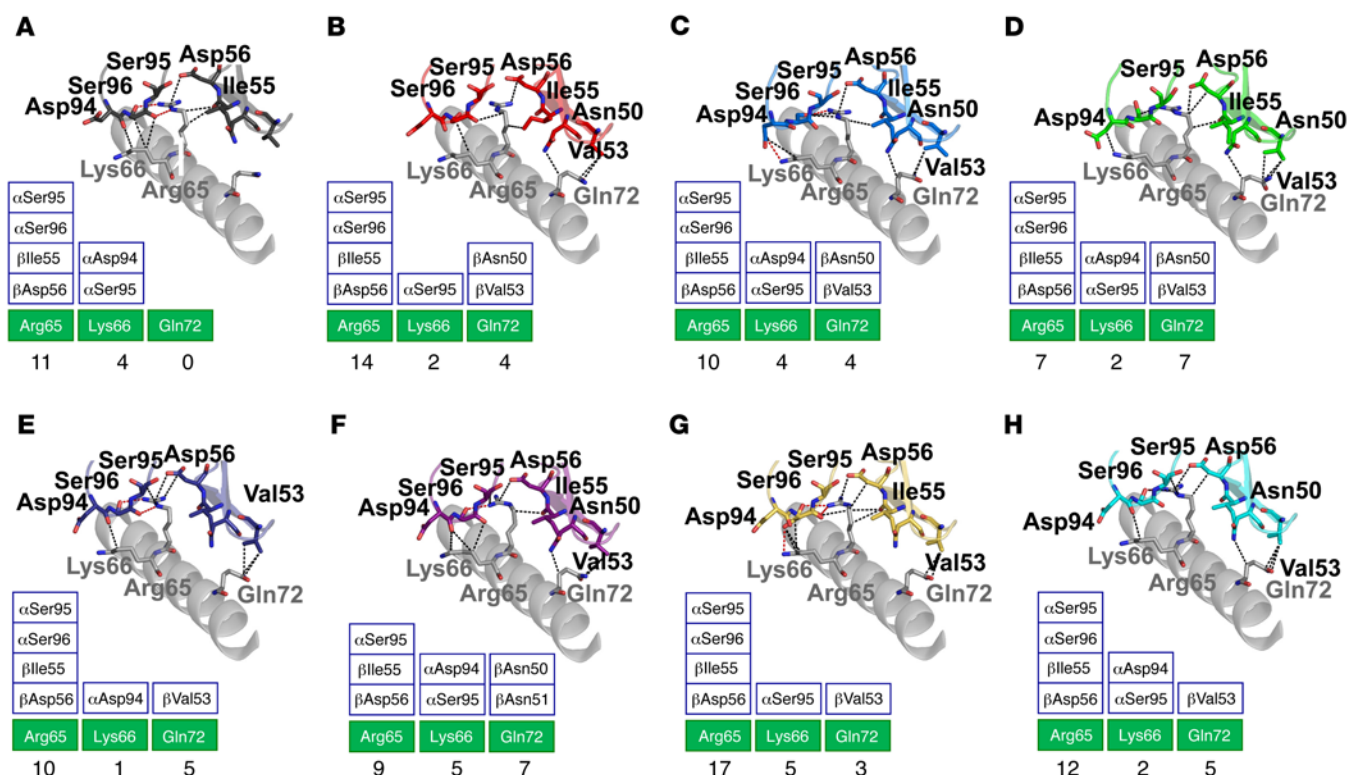 A
Ser95 Asp56
Ser96 Ile55
Asp94
Lys66
Arg65
αSer95
αSer96
βIle55 αAsp94
βAsp56 αSer95
Arg65 Lys66 Gln72
11 4 0
B
Asp56
Ser95
Ser96 Ile55
Asn50
Val53
Lys66
Arg65 Gln72
αSer95
αSer96
βIle55 βAsn50
βAsp56 αSer95 βVal53
Arg65 Lys66 Gln72
14 2 4
C
Asp56
Ser95
Ile55
Asp94 Asn50
Val53
Lys66
Arg65 Gln72
αSer95
αSer96
βIle55 αAsp94 βAsn50
βAsp56 αSer95 βVal53
Arg65 Lys66 Gln72
10 4 4
D
Asp56
Ser95
Ile55
Asp94 Asn50
Lys66
Arg65 Val53
Gln72
αSer95
αSer96
βIle55 αAsp94 βAsn50
βAsp56 αSer95 βVal53
Arg65 Lys66 Gln72
7 2 7
E
Ser95 Asp56
Ser96 Val53
Asp94
Lys66
Arg65 Gln72
αSer95
αSer96
βIle55
βAsp56 αAsp94 βVal53
Arg65 Lys66 Gln72
10 1 5
F
Ser95 Asp56
Ser96 Ile55
Asp94 Asn50
Val53
Lys66
Arg65 Gln72
αSer95
βIle55 αAsp94 βAsn50
βAsp56 αSer95 βAsn51
Arg65 Lys66 Gln72
9 5 7
G
Ser95 Asp56
Ser96 Ile55
Asp94
Val53
Lys66
Arg65 Gln72
αSer95
αSer96
βIle55
βAsp56 αSer95 βVal53
Arg65 Lys66 Gln72
17 5 3
H
Ser95 Asp56
Ser96
Asn50
Asp94
Lys66 Val53
Arg65 Gln72
αSer95
αSer96
βIle55 αAsp94
βAsp56 αSer95 βVal53
Arg65 Lys66 Gln72
12 2 5